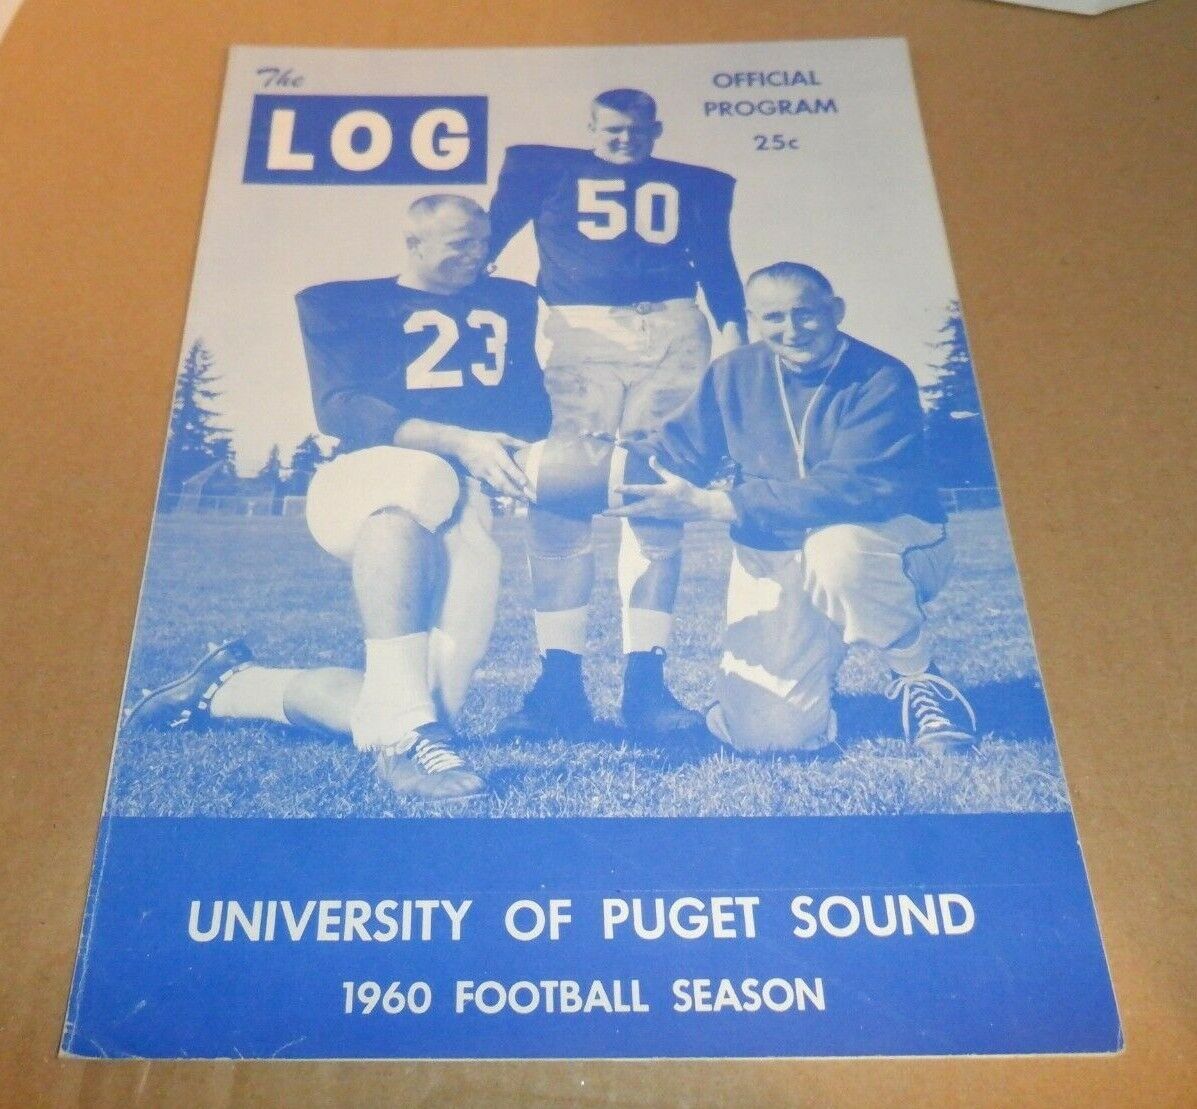 The
LOG
OFFICIAL
PROGRAM
25c
50
23
UNIVERSITY OF PUGET SOUND
1960 FOOTBALL SEASON